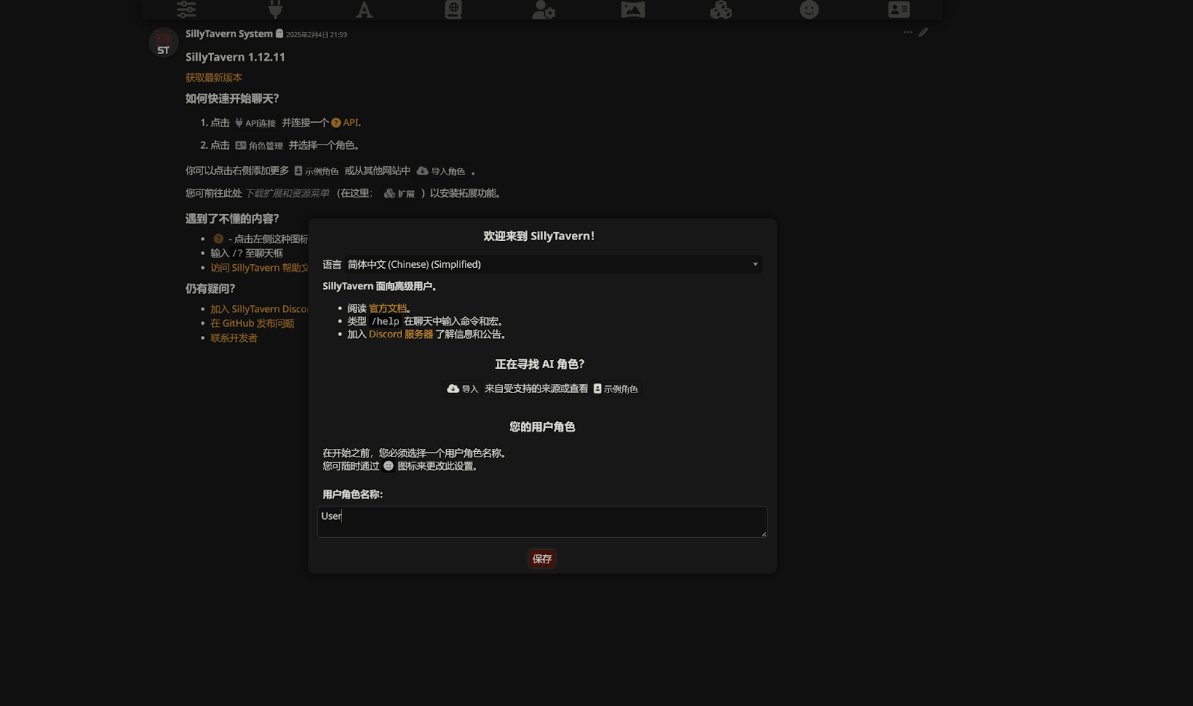 SillyTavern System 2025年2月4日 21:59
ST
SillyTavern 1.12.11
获取最新版本
如何快速开始聊天？
1. 点击 API连接 并连接一个 API.
2. 点击 角色管理 并选择一个角色。
你可以点击右侧添加更多 示例角色 或从其他网站中 导入角色 。
您可前往此处 下载扩展和资源菜单 （在这里： 扩展 ）以安装拓展功能。
遇到了不懂的内容？
- 点击左侧这种图标
输入 /? 至聊天框
访问 SillyTavern 帮助文
仍有疑问？
加入 SillyTavern Discor
在 GitHub 发布问题
联系开发者
欢迎来到 SillyTavern！
语言 简体中文 (Chinese) (Simplified)
SillyTavern 面向高级用户。
阅读 官方文档。
类型 /help 在聊天中输入命令和宏。
加入 Discord 服务器 了解信息和公告。
正在寻找 AI 角色？
导入 来自受支持的来源或查看 示例角色
您的用户角色
在开始之前，您必须选择一个用户角色名称。
您可随时通过 图标来更改此设置。
用户角色名称：
User
保存